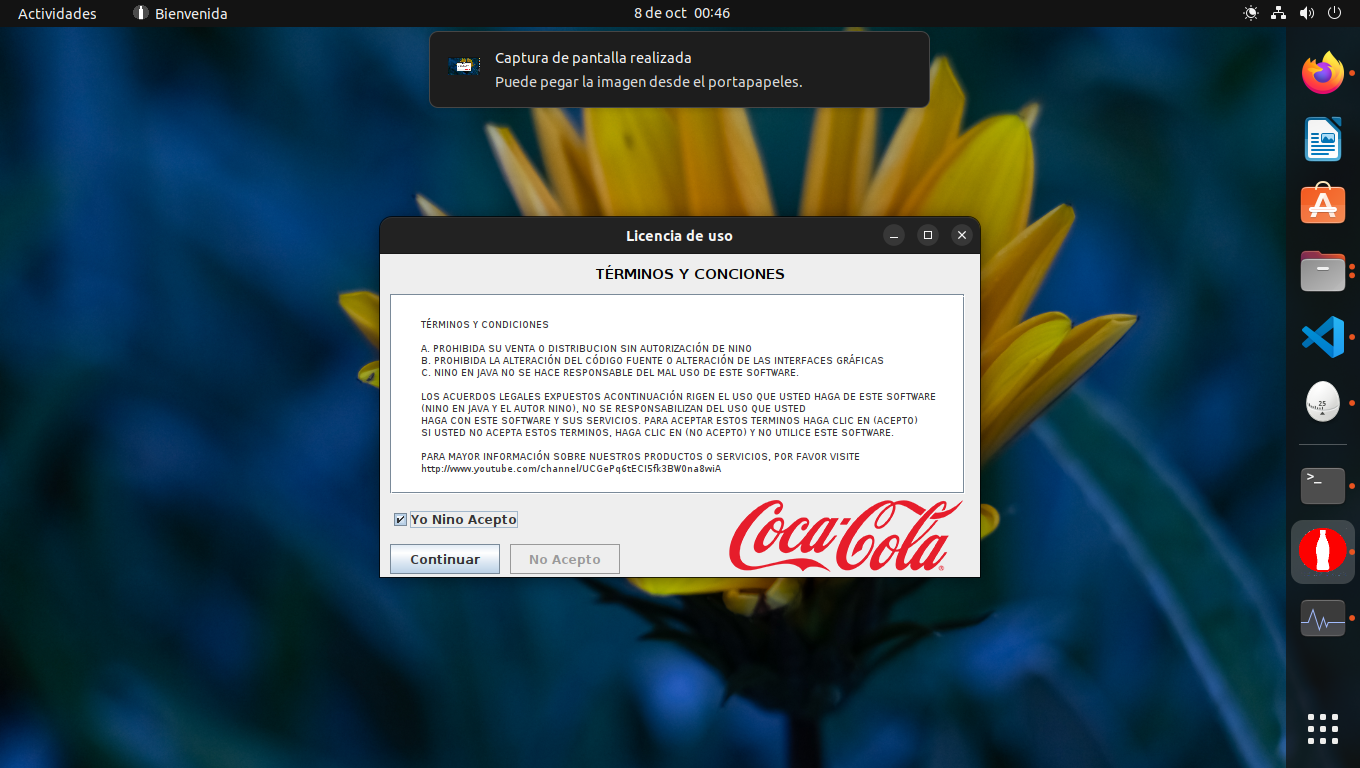 Actividades
Bienvenida
8 de oct 00:46
Captura de pantalla realizada
Puede pegar la imagen desde el portapapeles.
Licencia de uso
TÉRMINOS Y CONCIONES
TÉRMINOS Y CONDICIONES
A. PROHIBIDA SU VENTA O DISTRIBUCION SIN AUTORIZACIÓN DE NINO
B. PROHIBIDA LA ALTERACIÓN DEL CÓDIGO FUENTE O ALTERACIÓN DE LAS INTERFACES GRÁFICAS
C. NINO EN JAVA NO SE HACE RESPONSABLE DEL MAL USO DE ESTE SOFTWARE.
LOS ACUERDOS LEGALES EXPUESTOS ACONTINUACIÓN RIGEN EL USO QUE USTED HAGA DE ESTE SOFTWARE
(NINO EN JAVA Y EL AUTOR NINO), NO SE RESPONSABILIZAN DEL USO QUE USTED
HAGA CON ESTE SOFTWARE Y SUS SERVICIOS. PARA ACEPTAR ESTOS TERMINOS HAGA CLIC EN (ACEPTO)
SI USTED NO ACEPTA ESTOS TERMINOS, HAGA CLIC EN (NO ACEPTO) Y NO UTILICE ESTE SOFTWARE.
PARA MAYOR INFORMACIÓN SOBRE NUESTROS PRODUCTOS O SERVICIOS, POR FAVOR VISITE
http://www.youtube.com/channel/UCGePq6tECI5fk3BW0na8wiA
Yo Nino Acepto
Continuar
No Acepto
Coca-Cola®
25
>_